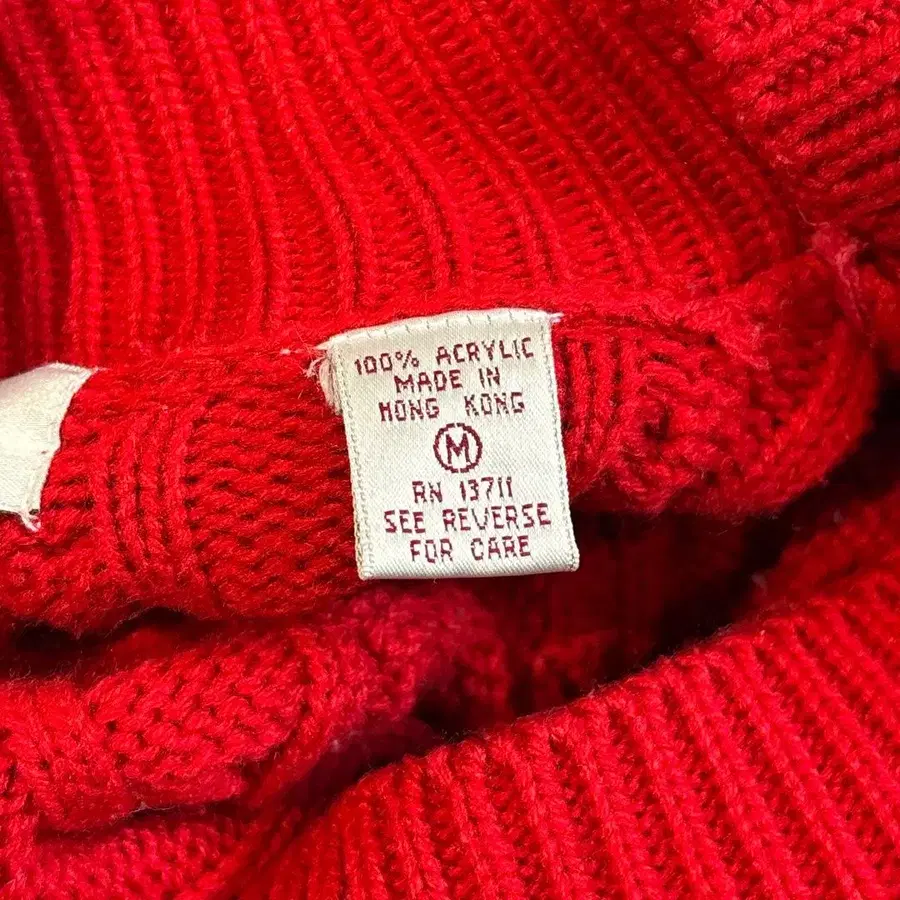 100% ACRYLIC
MADE IN
HONG KONG
M
RN 13711
SEE REVERSE
FOR CARE